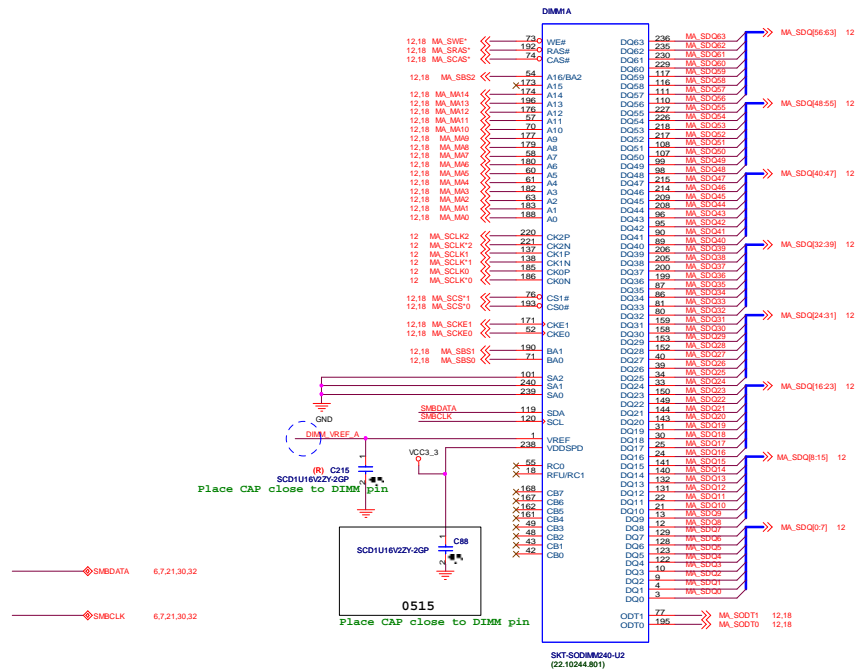 DIMM1A
12,18 MA_SWE* 73 WE#
12,18 MA_SRAS* 192 RAS#
12,18 MA_SCAS* 74 CAS#
12,18 MA_SBS2 54 A16/BA2
173 A15
12,18 MA_MA14 174 A14
12,18 MA_MA13 196 A13
12,18 MA_MA12 176 A12
12,18 MA_MA11 57 A11
12,18 MA_MA10 70 A10
12,18 MA_MA9 177 A9
12,18 MA_MA8 179 A8
12,18 MA_MA7 58 A7
12,18 MA_MA6 180 A6
12,18 MA_MA5 60 A5
12,18 MA_MA4 61 A4
12,18 MA_MA3 182 A3
12,18 MA_MA2 63 A2
12,18 MA_MA1 183 A1
12,18 MA_MA0 188 A0
12 MA_SCLK2 220 CK2P
12 MA_SCLK*2 221 CK2N
12 MA_SCLK1 137 CK1P
12 MA_SCLK*1 138 CK1N
12 MA_SCLK0 185 CK0P
12 MA_SCLK*0 186 CK0N
12,18 MA_SCS*1 76 CS1#
12,18 MA_SCS*0 193 CS0#
12,18 MA_SCKE1 171 CKE1
12,18 MA_SCKE0 52 CKE0
12,18 MA_SBS1 190 BA1
12,18 MA_SBS0 71 BA0
101 SA2
240 SA1
239 SA0
GND
SMBDATA 119 SDA
SMBCLK 120 SCL
DIMM_VREF_A 1 VREF
238 VDDSPD
VCC3_3
55 RC0
18 RFU/RC1
168 CB7
167 CB6
162 CB5
161 CB4
49 CB3
48 CB2
43 CB1
42 CB0
(R) C215
1
2
SCD1U16V2ZY-2GP
Place CAP close to DIMM pin
C88
1
2
SCD1U16V2ZY-2GP
0515
Place CAP close to DIMM pin
SMBDATA 6,7,21,30,32
SMBCLK 6,7,21,30,32
DQ63 236 MA_SDQ63
DQ62 235 MA_SDQ62
DQ61 230 MA_SDQ61
DQ60 229 MA_SDQ60
DQ59 117 MA_SDQ59
DQ58 116 MA_SDQ58
DQ57 111 MA_SDQ57
DQ56 110 MA_SDQ56
DQ55 227 MA_SDQ55
DQ54 226 MA_SDQ54
DQ53 218 MA_SDQ53
DQ52 217 MA_SDQ52
DQ51 108 MA_SDQ51
DQ50 107 MA_SDQ50
DQ49 99 MA_SDQ49
DQ48 98 MA_SDQ48
DQ47 215 MA_SDQ47
DQ46 214 MA_SDQ46
DQ45 209 MA_SDQ45
DQ44 208 MA_SDQ44
DQ43 96 MA_SDQ43
DQ42 95 MA_SDQ42
DQ41 90 MA_SDQ41
DQ40 89 MA_SDQ40
DQ39 206 MA_SDQ39
DQ38 205 MA_SDQ38
DQ37 200 MA_SDQ37
DQ36 199 MA_SDQ36
DQ35 87 MA_SDQ35
DQ34 86 MA_SDQ34
DQ33 81 MA_SDQ33
DQ32 80 MA_SDQ32
DQ31 159 MA_SDQ31
DQ30 158 MA_SDQ30
DQ29 153 MA_SDQ29
DQ28 152 MA_SDQ28
DQ27 40 MA_SDQ27
DQ26 39 MA_SDQ26
DQ25 34 MA_SDQ25
DQ24 33 MA_SDQ24
DQ23 150 MA_SDQ23
DQ22 149 MA_SDQ22
DQ21 144 MA_SDQ21
DQ20 143 MA_SDQ20
DQ19 31 MA_SDQ19
DQ18 30 MA_SDQ18
DQ17 25 MA_SDQ17
DQ16 24 MA_SDQ16
DQ15 141 MA_SDQ15
DQ14 140 MA_SDQ14
DQ13 132 MA_SDQ13
DQ12 131 MA_SDQ12
DQ11 22 MA_SDQ11
DQ10 21 MA_SDQ10
DQ9 13 MA_SDQ9
DQ8 12 MA_SDQ8
DQ7 129 MA_SDQ7
DQ6 128 MA_SDQ6
DQ5 123 MA_SDQ5
DQ4 122 MA_SDQ4
DQ3 10 MA_SDQ3
DQ2 9 MA_SDQ2
DQ1 4 MA_SDQ1
DQ0 3 MA_SDQ0
ODT1 77 MA_SODT1 12,18
ODT0 195 MA_SODT0 12,18
MA_SDQ[56:63] 12
MA_SDQ[48:55] 12
MA_SDQ[40:47] 12
MA_SDQ[32:39] 12
MA_SDQ[24:31] 12
MA_SDQ[16:23] 12
MA_SDQ[8:15] 12
MA_SDQ[0:7] 12
SKT-SODIMM240-U2
(22.10244.801)